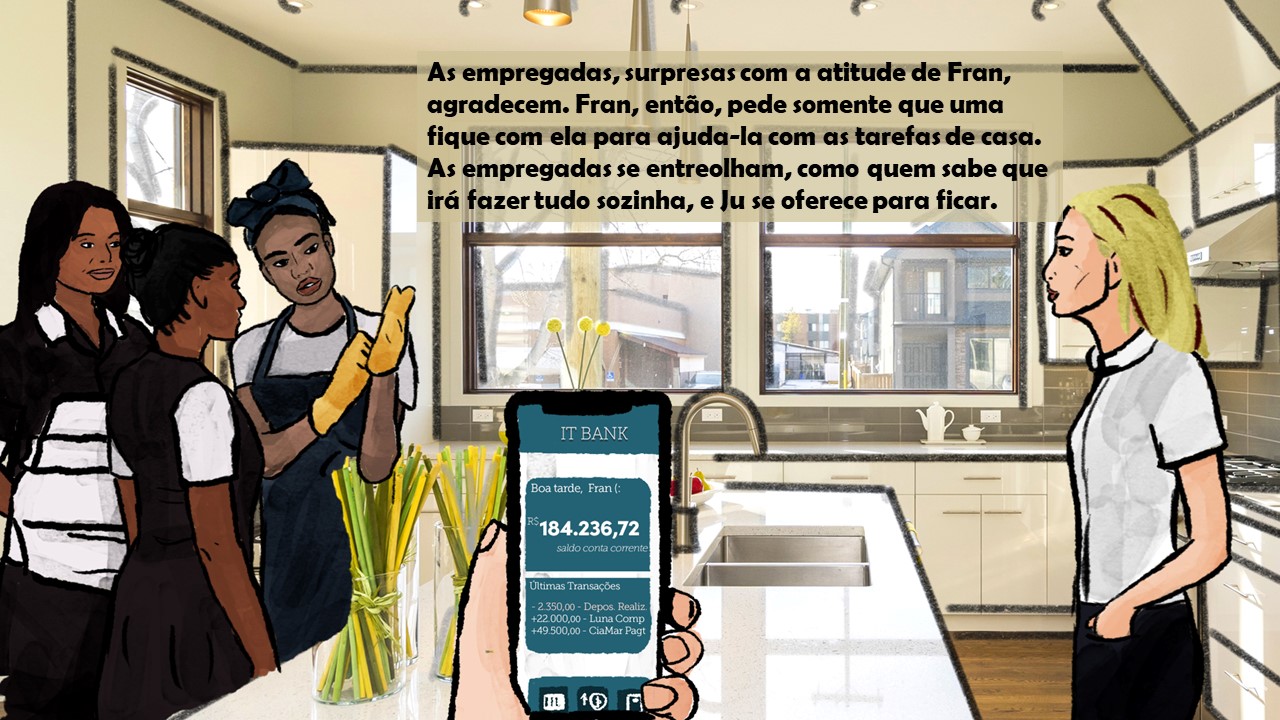 As empregadas, surpresas com a atitude de Fran,
agradecem. Fran, então, pede somente que uma
fique com ela para ajuda-la com as tarefas de casa.
As empregadas se entreolham, como quem sabe que
irá fazer tudo sozinha, e Ju se oferece para ficar.
IT BANK
Boa tarde, Fran (:
R$184.236,72
saldo conta corrente
Últimas Transações
- 2.350,00 - Depos. Realiz.
+22.000,00 - Luna Comp
+49.500,00 - CiaMar Pagt